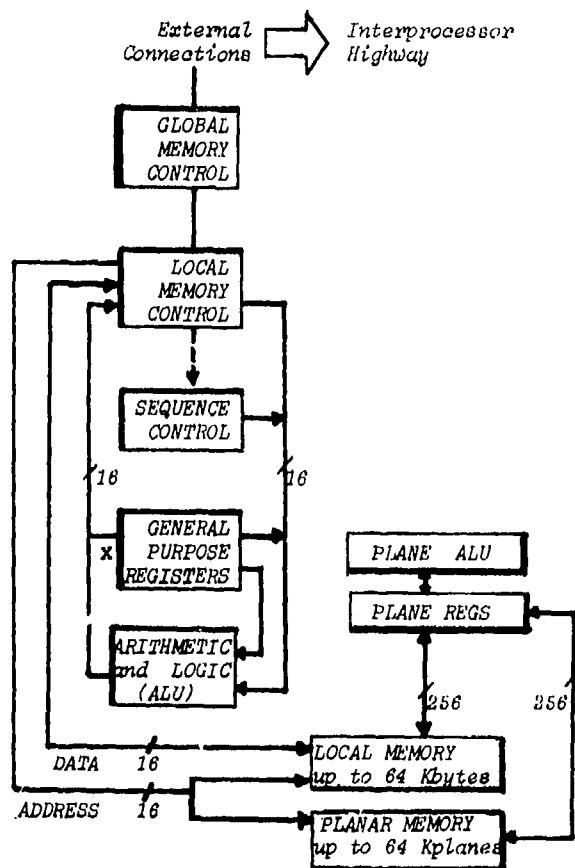 External
Connections
Interprocessor
Highway
GLOBAL
MEMORY
CONTROL
LOCAL
MEMORY
CONTROL
SEQUENCE
CONTROL
16
16
GENERAL
PURPOSE
REGISTERS
X
ARITHMETIC
and LOGIC
(ALU)
PLANE ALU
PLANE REGS
256
256
DATA
16
LOCAL MEMORY
up to 64 Kbytes
ADDRESS
16
PLANAR MEMORY
up to 64 Kplanes